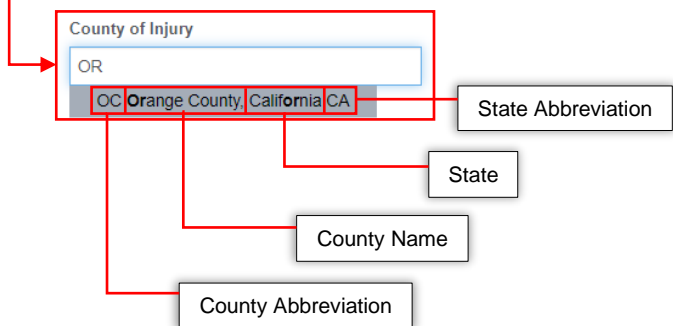 County of Injury
OR
OC Orange County, California CA
State Abbreviation
State
County Name
County Abbreviation